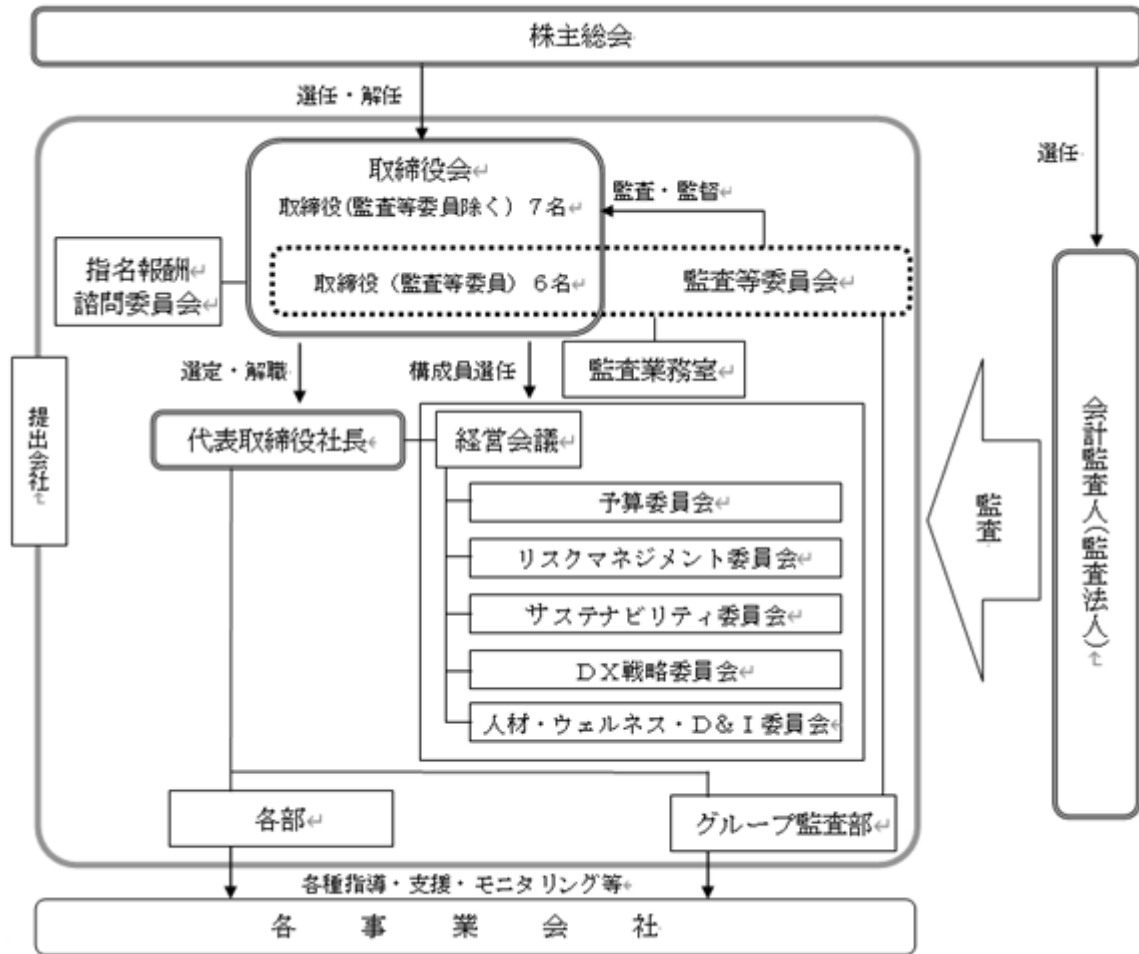 株主総会
選任・解任
選任
取締役会
取締役(監査等委員除く) 7名
監査・監督
指名報酬
諮問委員会
取締役(監査等委員) 6名
監査等委員会
選定・解職
構成員選任
監査業務室
提出会社
代表取締役社長
経営会議
予算委員会
リスクマネジメント委員会
サステナビリティ委員会
DX戦略委員会
人材・ウェルネス・D&I委員会
監査
会計監査人(監査法人)
各部
グループ監査部
各種指導・支援・モニタリング等
各事業会社